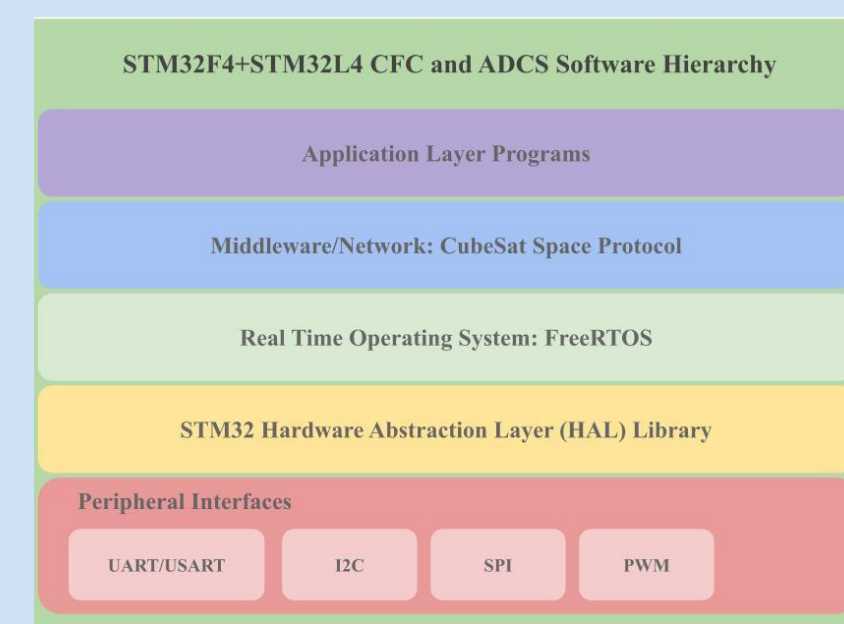 STM32F4+STM32L4 CFC and ADCS Software Hierarchy
Application Layer Programs
Middleware/Network: CubeSat Space Protocol
Real Time Operating System: FreeRTOS
STM32 Hardware Abstraction Layer (HAL) Library
Peripheral Interfaces
UART/USART
I2C
SPI
PWM